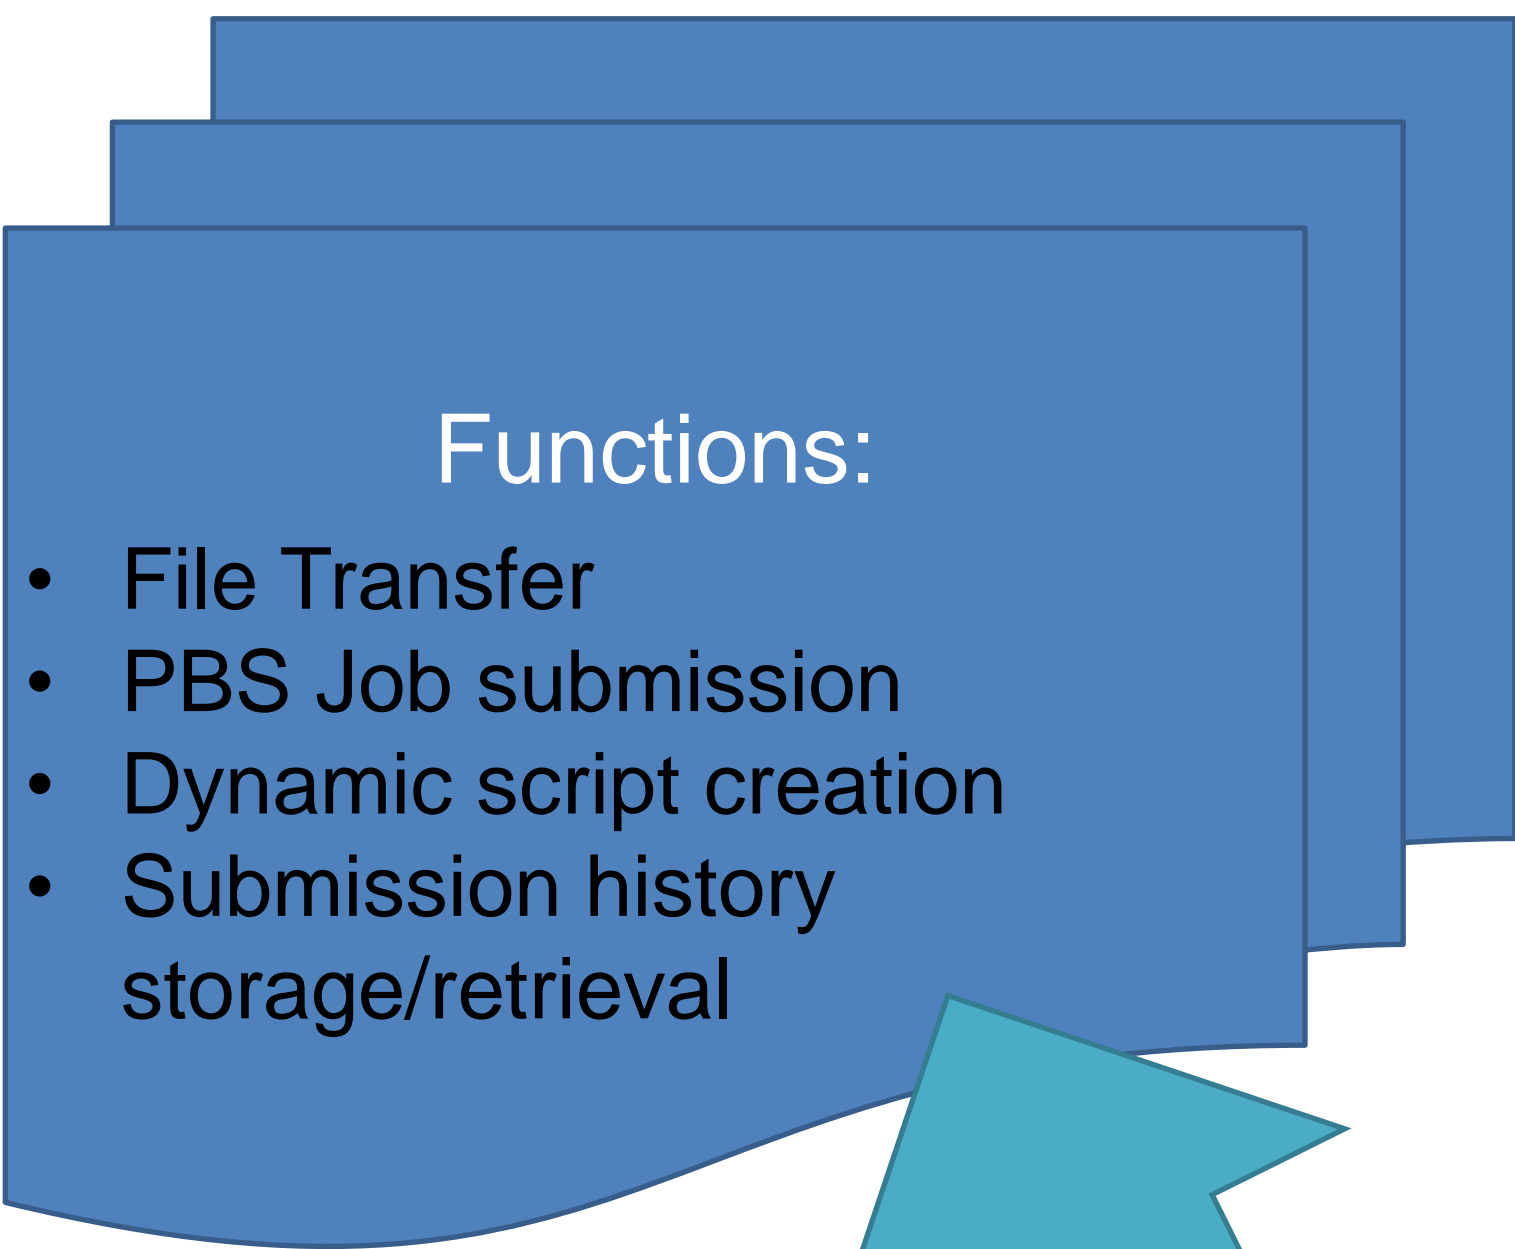 Functions:
• File Transfer
• PBS Job submission
• Dynamic script creation
• Submission history
storage/retrieval